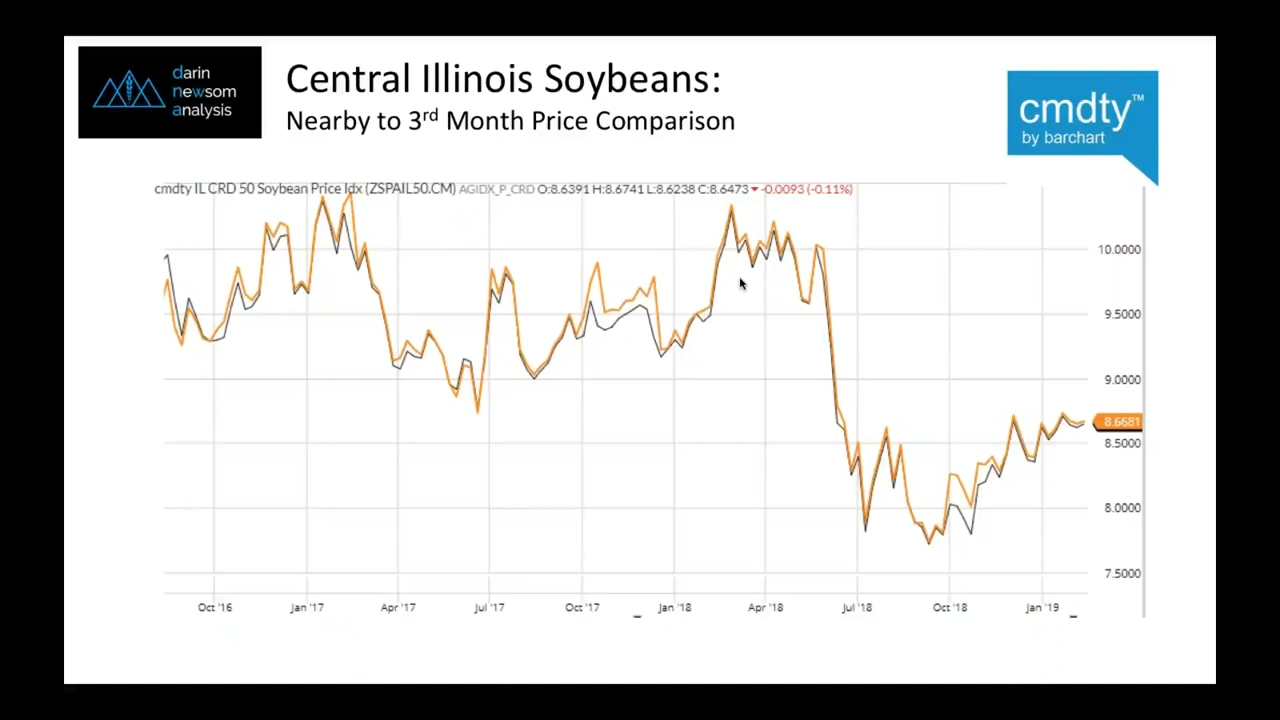 darin
newsom
analysis
Central Illinois Soybeans:
Nearby to 3rd Month Price Comparison
cmdty™
by barchart
cmdty IL CRD 50 Soybean Price Idx (ZSPAIL50.CM) AGIDX_P_CRD O:8.6391 H:8.6741 L:8.6238 C:8.6473▼ -0.0093 (-0.11%)
10.0000
9.5000
9.0000
8.6681
8.5000
8.0000
7.5000
Oct '16 Jan '17 Apr '17 Jul '17 Oct '17 Jan '18 Apr '18 Jul '18 Oct '18 Jan '19